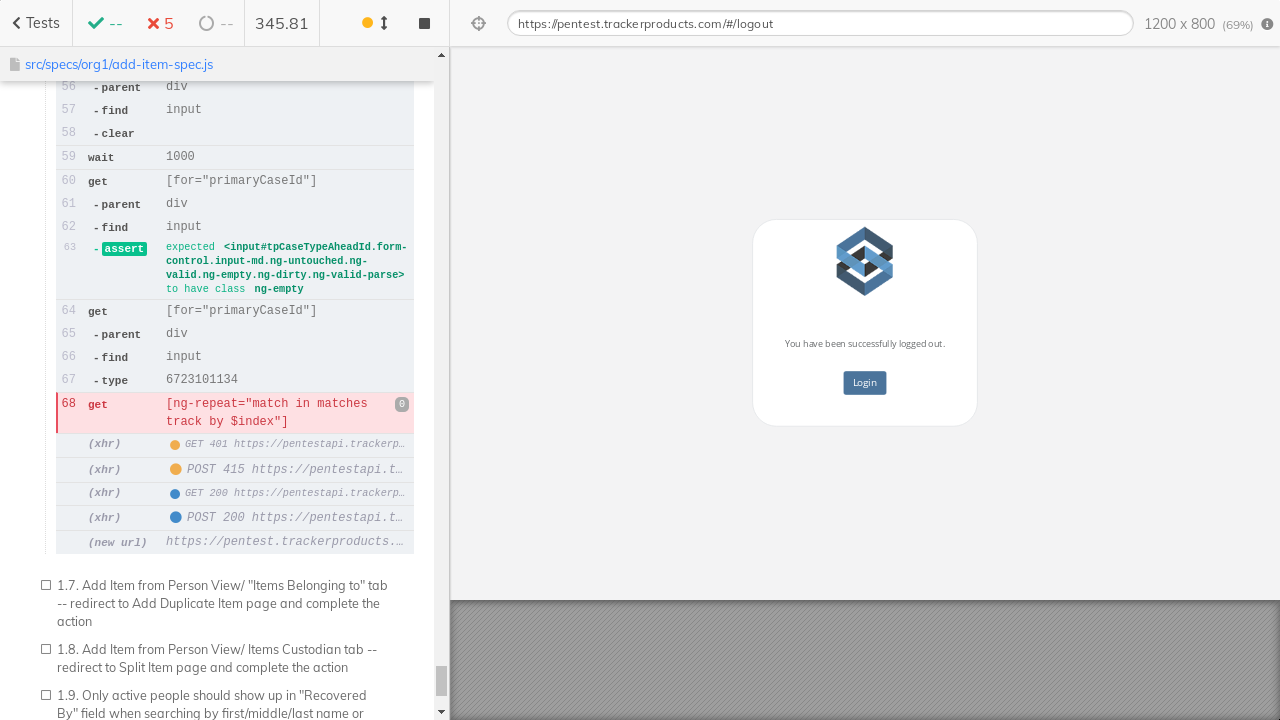 Tests
--
5
--
345.81
https://pentest.trackerproducts.com/#/logout
1200 x 800 (69%)
src/specs/org1/add-item-spec.js
56 - parent div
57 - find input
58 - clear
59 wait 1000
60 get [for="primaryCaseId"]
61 - parent div
62 - find input
63 - assert expected <input#tpCaseTypeAheadId.form-
control.input-md.ng-untouched.ng-
valid.ng-empty.ng-dirty.ng-valid-parse>
to have class ng-empty
64 get [for="primaryCaseId"]
65 - parent div
66 - find input
67 - type 6723101134
68 get [ng-repeat="match in matches 0
track by $index"]
(xhr) GET 401 https://pentestapi.trackerp…
(xhr) POST 415 https://pentestapi.t…
(xhr) GET 200 https://pentestapi.trackerp…
(xhr) POST 200 https://pentestapi.t…
(new url) https://pentest.trackerproducts.…
1.7. Add Item from Person View/ "Items Belonging to" tab
-- redirect to Add Duplicate Item page and complete the
action
1.8. Add Item from Person View/ Items Custodian tab --
redirect to Split Item page and complete the action
1.9. Only active people should show up in "Recovered
By" field when searching by first/middle/last name or
You have been successfully logged out.
Login